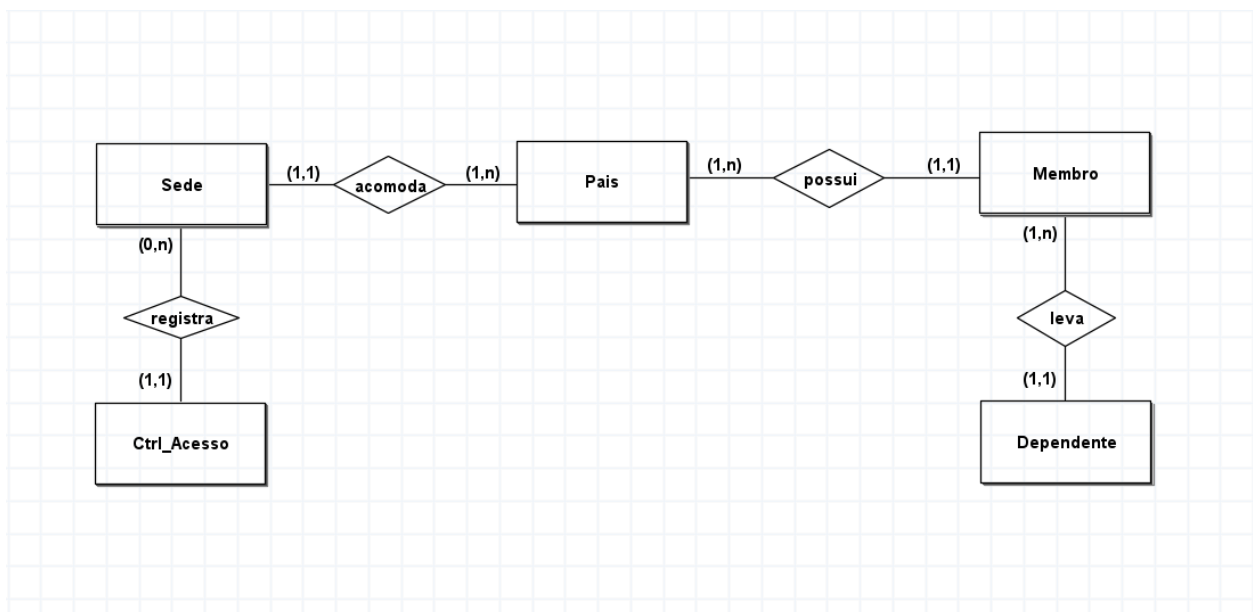 Sede
(1,1)
acomoda
(1,n)
Pais
(1,n)
possui
(1,1)
Membro
(0,n)
registra
(1,1)
Ctrl_Acesso
(1,n)
leva
(1,1)
Dependente